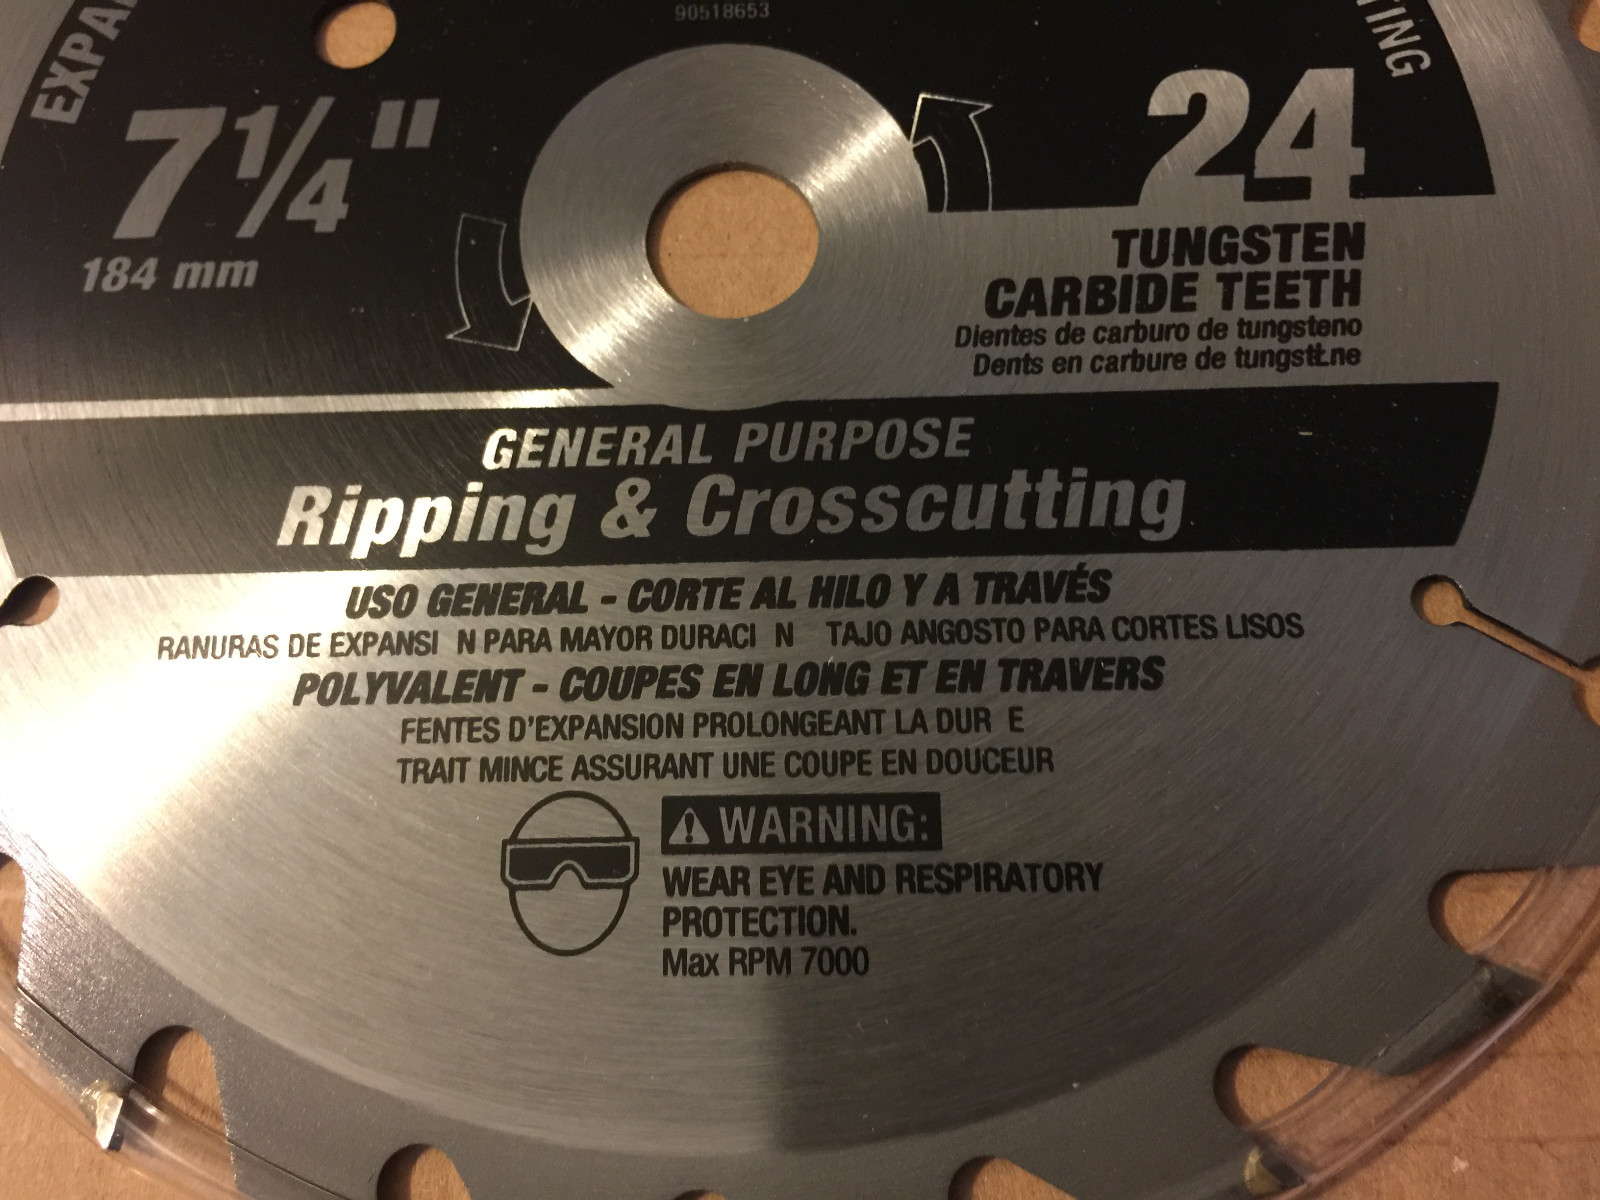 90518653
7 1/4"
184 mm
24
TUNGSTEN
CARBIDE TEETH
Dientes de carburo de tungsteno
Dents en carbure de tungstŁne
GENERAL PURPOSE
Ripping & Crosscutting
USO GENERAL - CORTE AL HILO Y A TRAVÉS
RANURAS DE EXPANSI N PARA MAYOR DURACI N TAJO ANGOSTO PARA CORTES LISOS
POLYVALENT - COUPES EN LONG ET EN TRAVERS
FENTES D'EXPANSION PROLONGEANT LA DUR E
TRAIT MINCE ASSURANT UNE COUPE EN DOUCEUR
WARNING:
WEAR EYE AND RESPIRATORY
PROTECTION.
Max RPM 7000